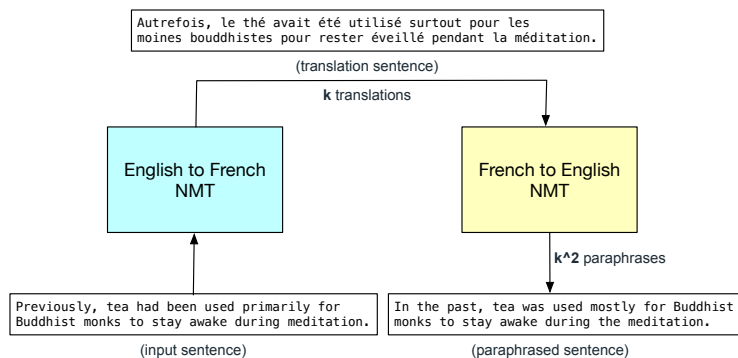 Autrefois, le thé avait été utilisé surtout pour les
moines bouddhistes pour rester éveillé pendant la méditation.
(translation sentence)
k translations
English to French
NMT
French to English
NMT
k^2 paraphrases
Previously, tea had been used primarily for
Buddhist monks to stay awake during meditation.
(input sentence)
In the past, tea was used mostly for Buddhist
monks to stay awake during the meditation.
(paraphrased sentence)